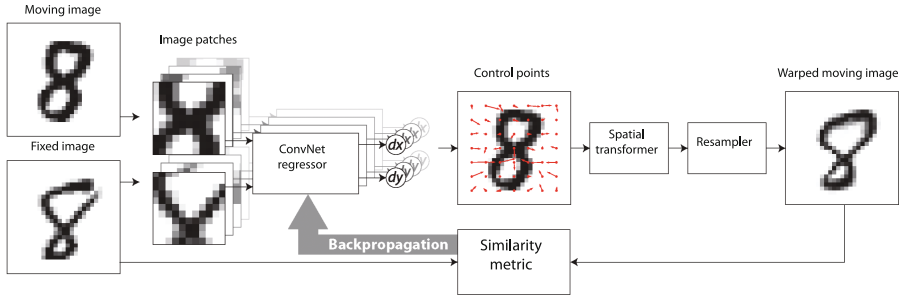 Moving image
Image patches
Control points
Warped moving image
ConvNet
regressor
dx x x x
dy y y y
Spatial
transformer
Resampler
Fixed image
Backpropagation
Similarity
metric